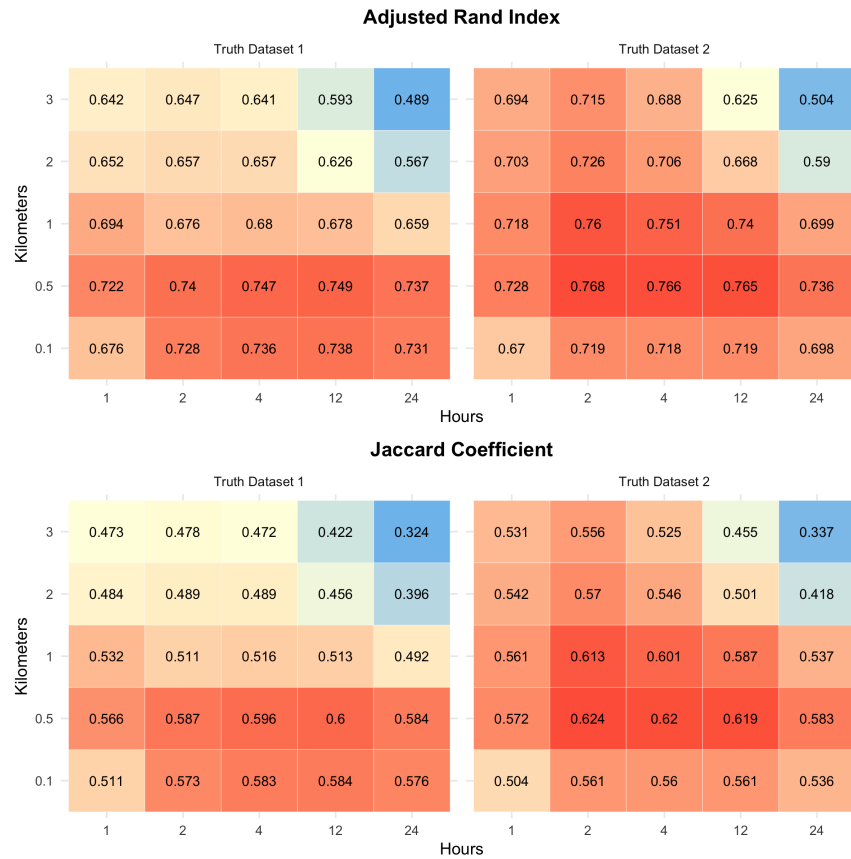 Adjusted Rand Index
Truth Dataset 1 Truth Dataset 2
3 0.642 0.647 0.641 0.593 0.489 0.694 0.715 0.688 0.625 0.504
2 0.652 0.657 0.657 0.626 0.567 0.703 0.726 0.706 0.668 0.59
Kilometers
1 0.694 0.676 0.68 0.678 0.659 0.718 0.76 0.751 0.74 0.699
0.5 0.722 0.74 0.747 0.749 0.737 0.728 0.768 0.766 0.765 0.736
0.1 0.676 0.728 0.736 0.738 0.731 0.67 0.719 0.718 0.719 0.698
1 2 4 12 24 1 2 4 12 24
Hours
Jaccard Coefficient
Truth Dataset 1 Truth Dataset 2
3 0.473 0.478 0.472 0.422 0.324 0.531 0.556 0.525 0.455 0.337
2 0.484 0.489 0.489 0.456 0.396 0.542 0.57 0.546 0.501 0.418
Kilometers
1 0.532 0.511 0.516 0.513 0.492 0.561 0.613 0.601 0.587 0.537
0.5 0.566 0.587 0.596 0.6 0.584 0.572 0.624 0.62 0.619 0.583
0.1 0.511 0.573 0.583 0.584 0.576 0.504 0.561 0.56 0.561 0.536
1 2 4 12 24 1 2 4 12 24
Hours